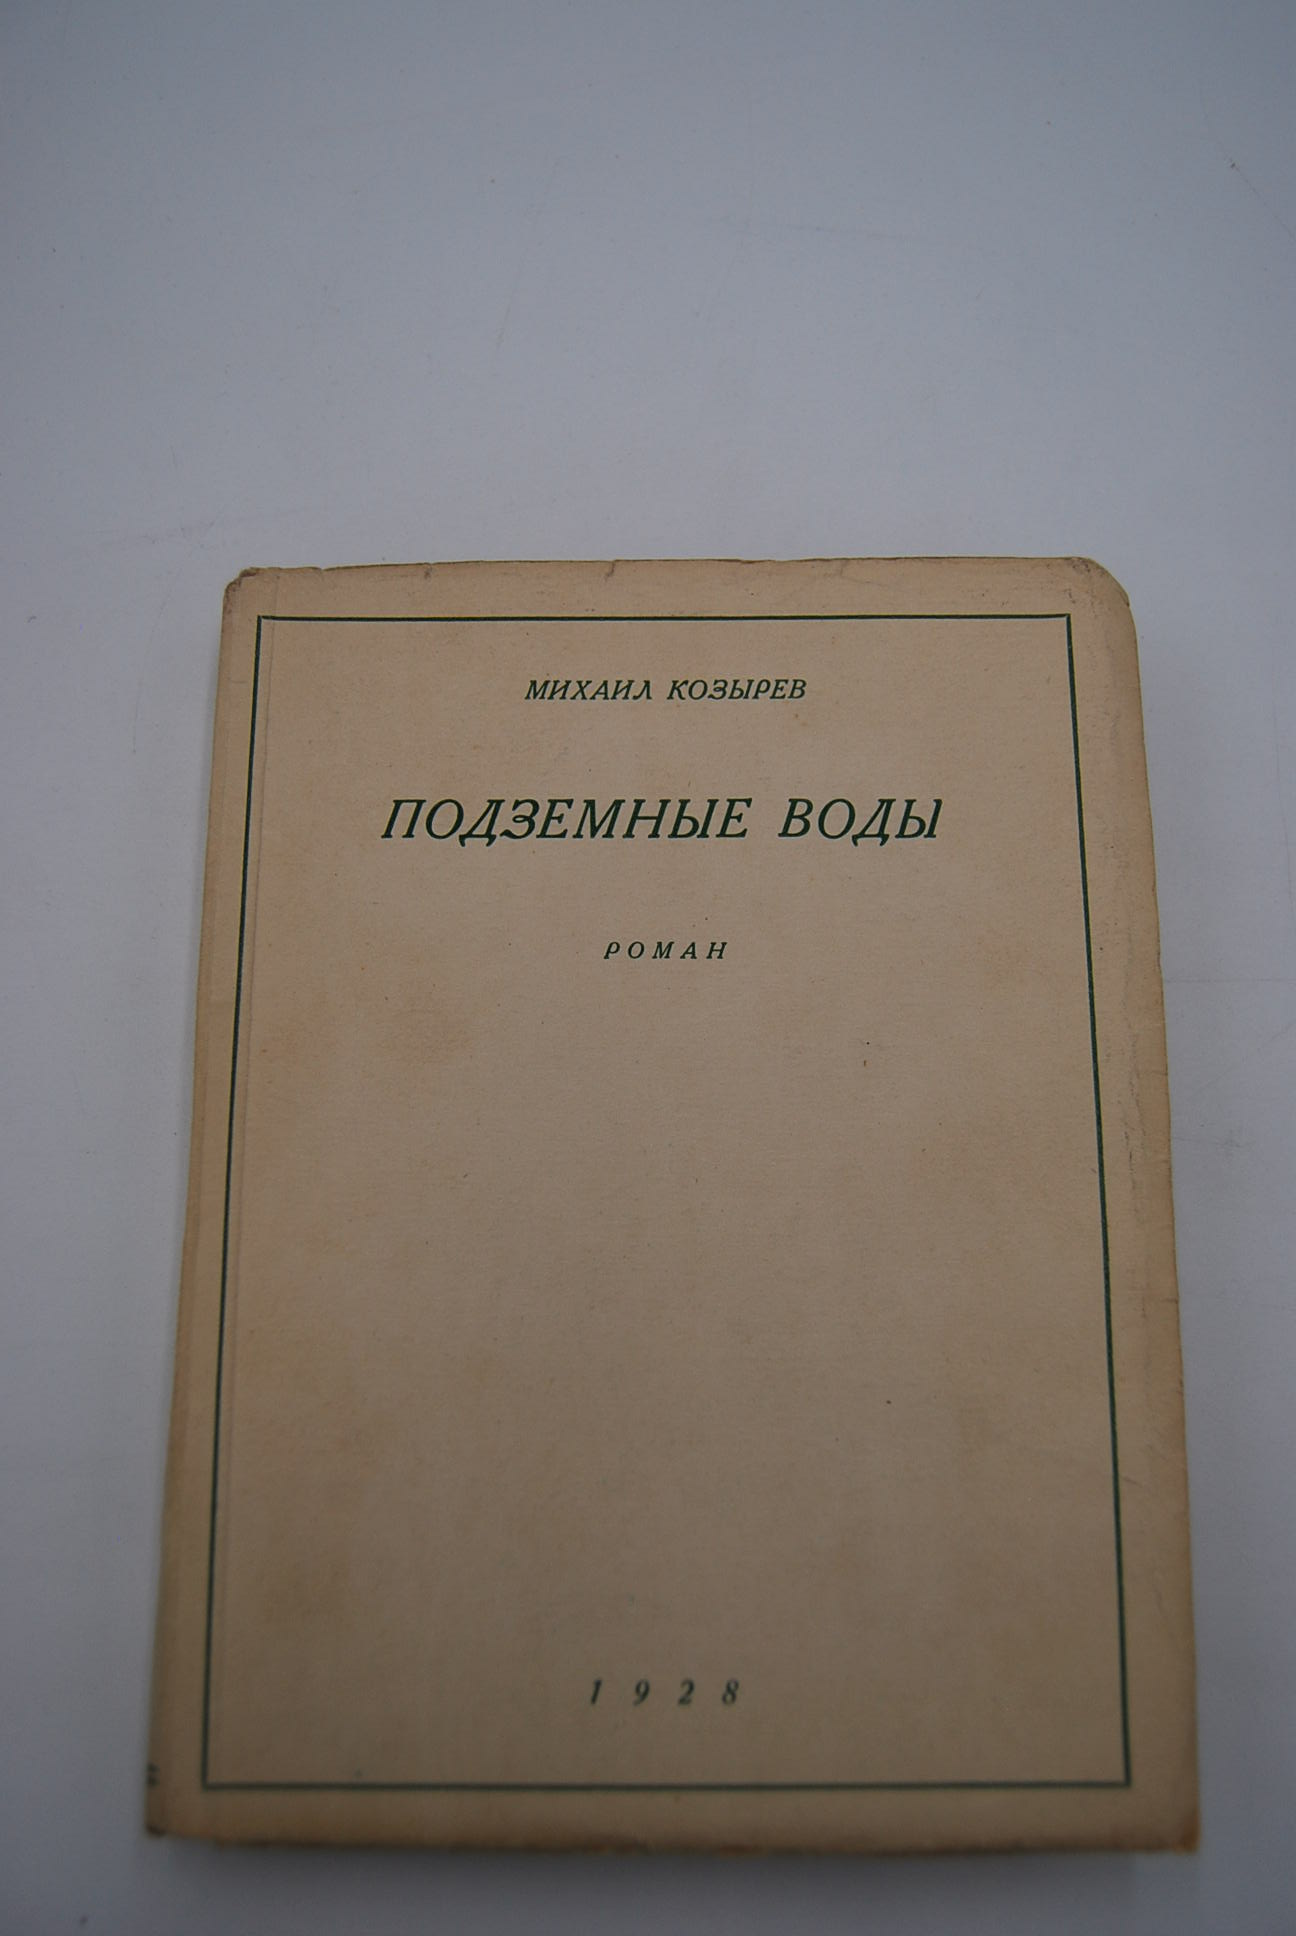 МИХАИЛ КОЗЫРЕВ
ПОДЗЕМНЫЕ ВОДЫ
РОМАН
1928